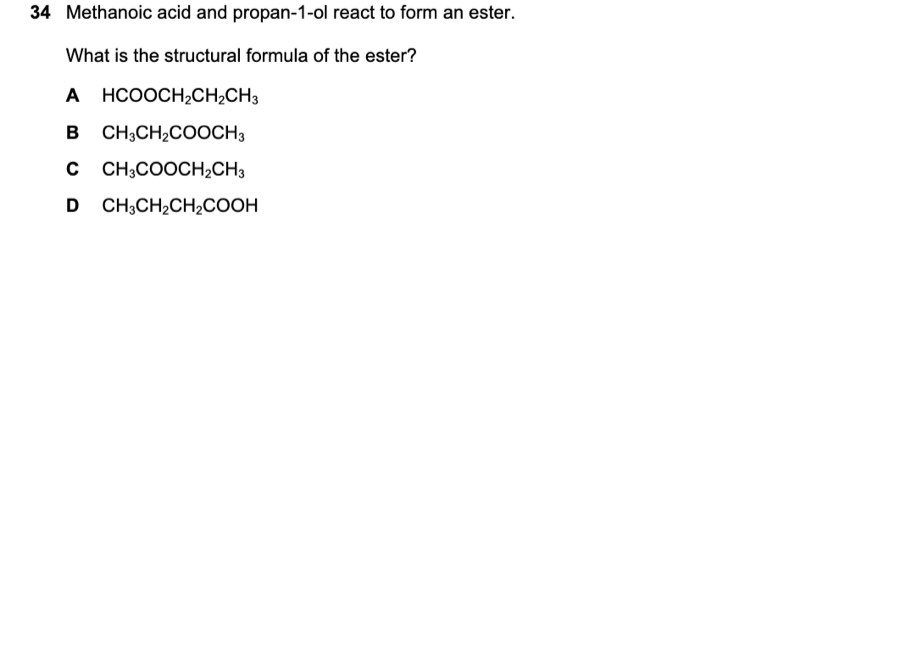 34 Methanoic acid and propan-1-ol react to form an ester.
What is the structural formula of the ester?
A HCOOCH₂CH₂CH₃
B CH₃CH₂COOCH₃
C CH₃COOCH₂CH₃
D CH₃CH₂CH₂COOH